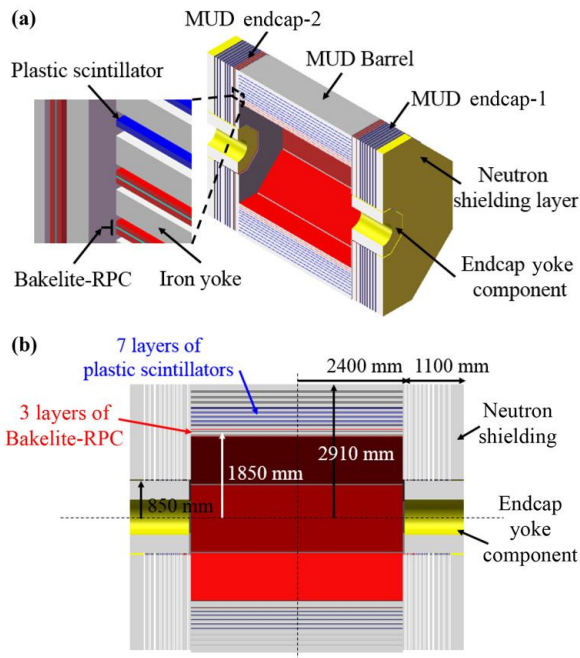 (a)
MUD endcap-2
MUD Barrel
Plastic scintillator
MUD endcap-1
Neutron
shielding layer
Bakelite-RPC
Iron yoke
Endcap yoke
component
(b)
7 layers of
plastic scintillators
2400 mm
1100 mm
3 layers of
Bakelite-RPC
Neutron
shielding
2910 mm
1850 mm
850 mm
Endcap
yoke
component